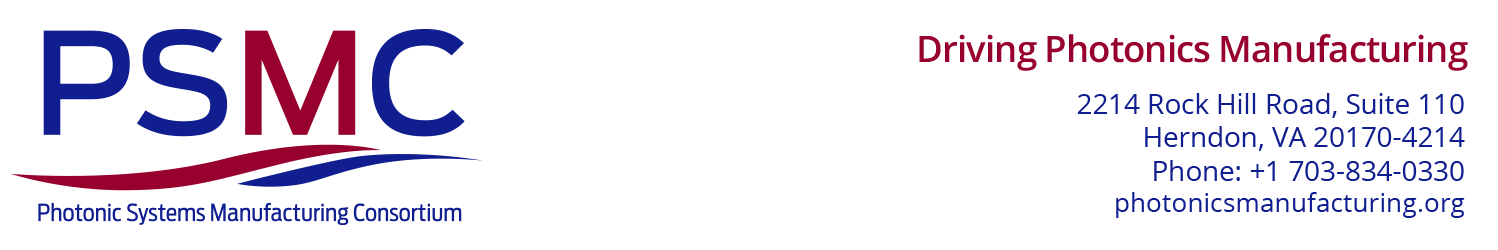 PSMC
Photonic Systems Manufacturing Consortium
Driving Photonics Manufacturing
2214 Rock Hill Road, Suite 110
Herndon, VA 20170-4214
Phone: +1 703-834-0330
photonicsmanufacturing.org